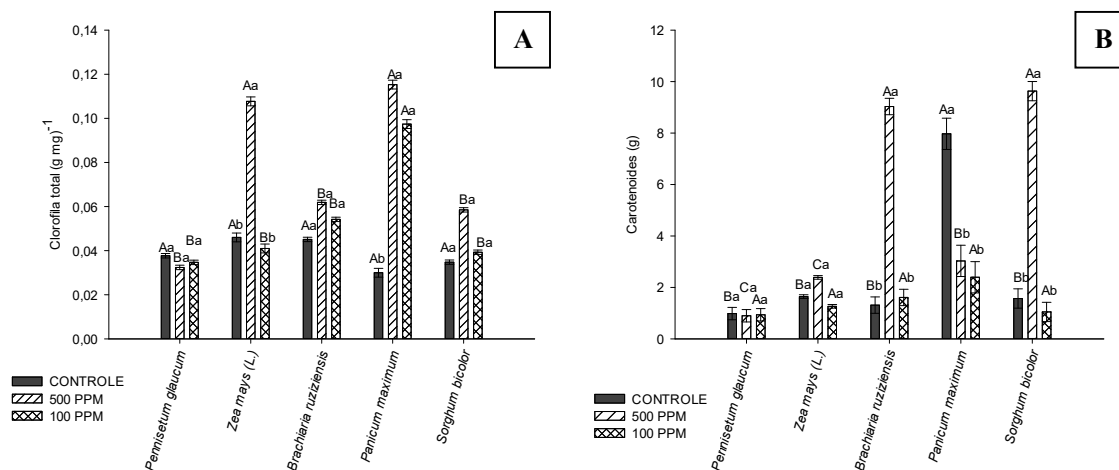 A
0,14
0,12
0,10
0,08
0,06
0,04
0,02
0,00
Clorofila total (g mg)⁻¹
Aa Ba Ba
Ab Aa Bb
Aa Ba Ba
Ab Aa Aa
Aa Ba Ba
Pennisetum glaucum
Zea mays (L.)
Brachiaria ruziziensis
Panicum maximum
Sorghum bicolor
CONTROLE
500 PPM
100 PPM
B
12
10
8
6
4
2
0
Carotenoides (g)
Ba Ca Aa
Ba Ca Aa
Bb Aa Ab
Aa Bb Ab
Bb Aa Ab
Pennisetum glaucum
Zea mays (L.)
Brachiaria ruziziensis
Panicum maximum
Sorghum bicolor
CONTROLE
500 PPM
100 PPM